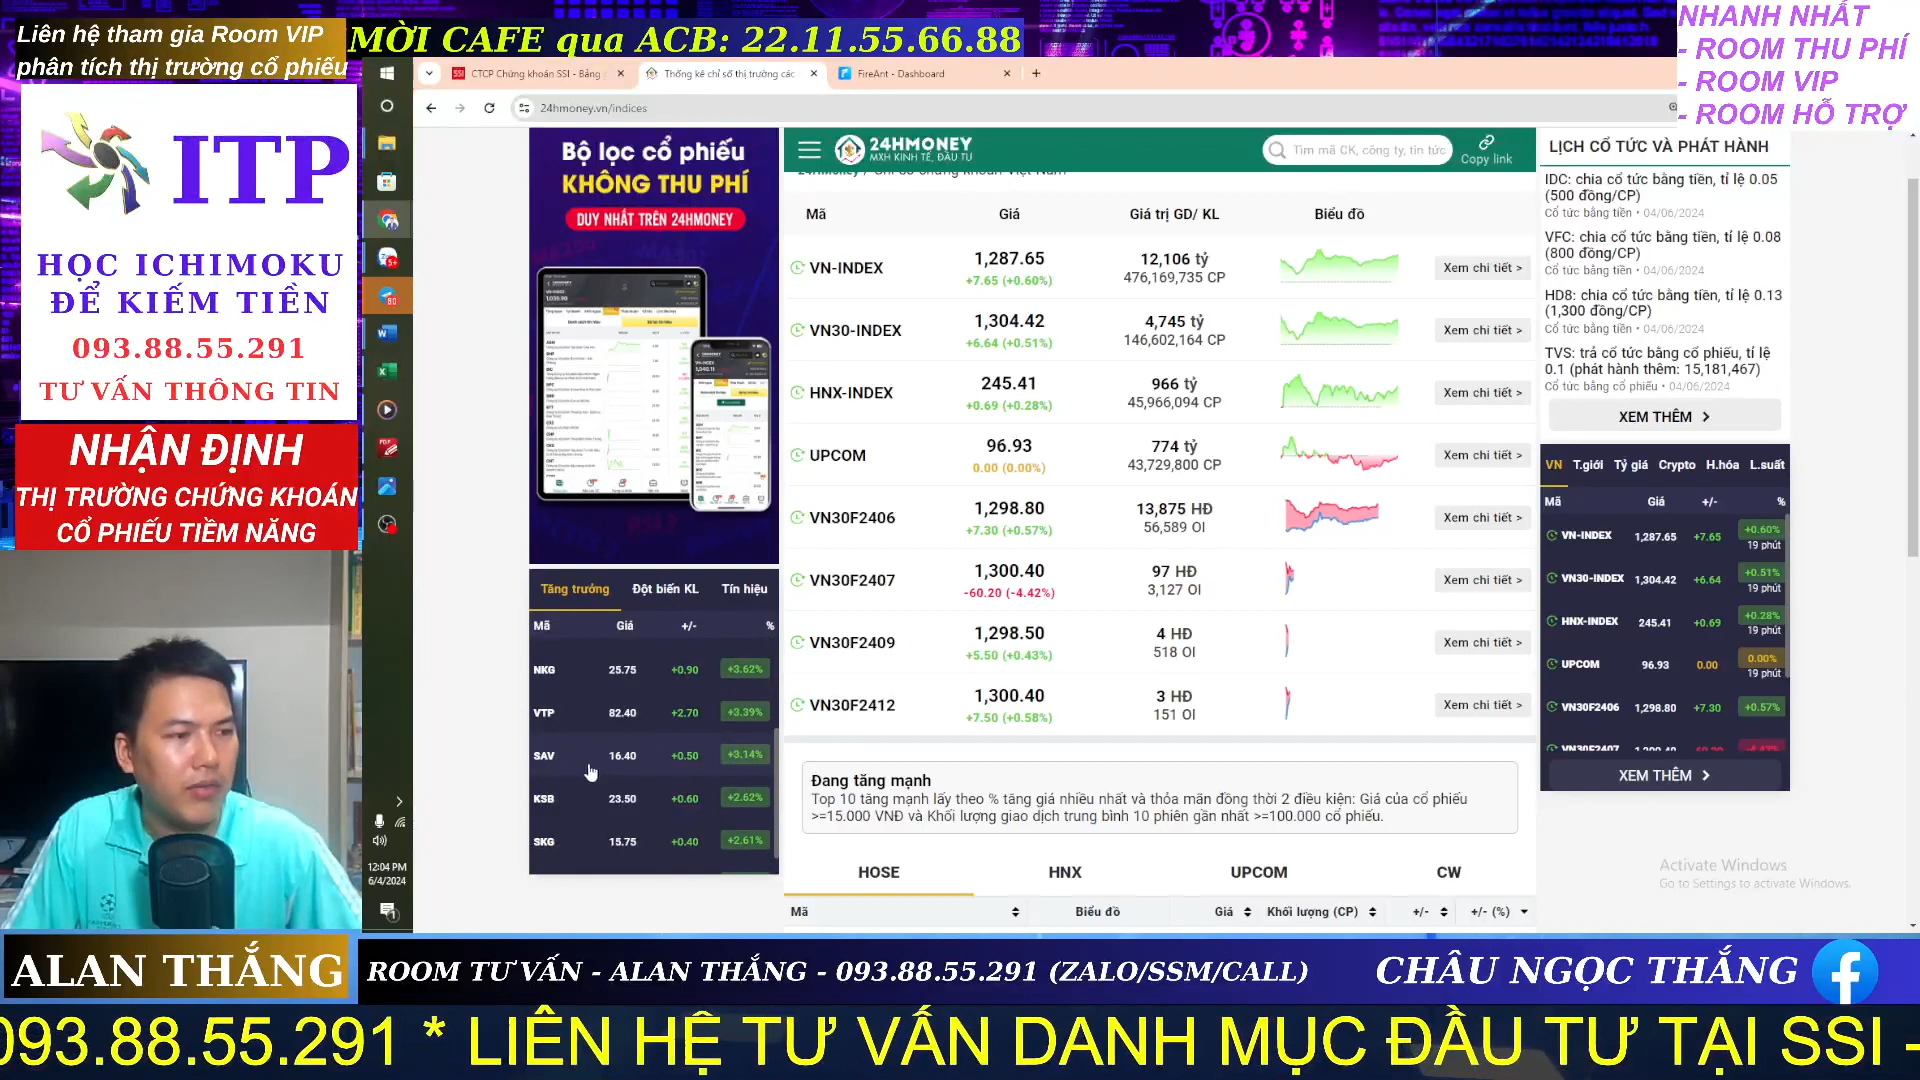 Liên hệ tham gia Room VIP
phân tích thị trường cổ phiếu
MỜI CAFE qua ACB: 22.11.55.66.88
NHANH NHẤT
- ROOM THU PHÍ
- ROOM VIP
- ROOM HỖ TRỢ
CTCP Chứng khoán SSI - Bảng
Thống kê chỉ số thị trường các
FireAnt - Dashboard
24hmoney.vn/indices
ITP
HỌC ICHIMOKU
ĐỂ KIẾM TIỀN
093.88.55.291
TƯ VẤN THÔNG TIN
NHẬN ĐỊNH
THỊ TRƯỜNG CHỨNG KHOÁN
CỔ PHIẾU TIỀM NĂNG
12:04 PM
6/4/2024
Bộ lọc cổ phiếu
KHÔNG THU PHÍ
DUY NHẤT TRÊN 24HMONEY
Tăng trưởng Đột biến KL Tín hiệu
Mã Giá +/- %
NKG 25.75 +0.90 +3.62%
VTP 82.40 +2.70 +3.39%
SAV 16.40 +0.50 +3.14%
KSB 23.50 +0.60 +2.62%
SKG 15.75 +0.40 +2.61%
24HMONEY
MXH KINH TẾ, ĐẦU TƯ
Tìm mã CK, công ty, tin tức
Copy link
24HMoney / Chỉ số chứng khoán Việt Nam
Mã Giá Giá trị GD/ KL Biểu đồ
VN-INDEX 1,287.65 12,106 tỷ Xem chi tiết >
+7.65 (+0.60%) 476,169,735 CP
VN30-INDEX 1,304.42 4,745 tỷ Xem chi tiết >
+6.64 (+0.51%) 146,602,164 CP
HNX-INDEX 245.41 966 tỷ Xem chi tiết >
+0.69 (+0.28%) 45,966,094 CP
UPCOM 96.93 774 tỷ Xem chi tiết >
0.00 (0.00%) 43,729,800 CP
VN30F2406 1,298.80 13,875 HĐ Xem chi tiết >
+7.30 (+0.57%) 56,589 OI
VN30F2407 1,300.40 97 HĐ Xem chi tiết >
-60.20 (-4.42%) 3,127 OI
VN30F2409 1,298.50 4 HĐ Xem chi tiết >
+5.50 (+0.43%) 518 OI
VN30F2412 1,300.40 3 HĐ Xem chi tiết >
+7.50 (+0.58%) 151 OI
Đang tăng mạnh
Top 10 tăng mạnh lấy theo % tăng giá nhiều nhất và thỏa mãn đồng thời 2 điều kiện: Giá của cổ phiếu
>=15.000 VNĐ và Khối lượng giao dịch trung bình 10 phiên gần nhất >=100.000 cổ phiếu.
HOSE HNX UPCOM CW
Mã Biểu đồ Giá Khối lượng (CP) +/- +/- (%)
LỊCH CỔ TỨC VÀ PHÁT HÀNH
IDC: chia cổ tức bằng tiền, tỉ lệ 0.05
(500 đồng/CP)
Cổ tức bằng tiền • 04/06/2024
VFC: chia cổ tức bằng tiền, tỉ lệ 0.08
(800 đồng/CP)
Cổ tức bằng tiền • 04/06/2024
HD8: chia cổ tức bằng tiền, tỉ lệ 0.13
(1,300 đồng/CP)
Cổ tức bằng tiền • 04/06/2024
TVS: trả cổ tức bằng cổ phiếu, tỉ lệ
0.1 (phát hành thêm: 15,181,467)
Cổ tức bằng cổ phiếu • 04/06/2024
XEM THÊM >
VN T.giới Tỷ giá Crypto H.hóa L.suất
Mã Giá +/- %
VN-INDEX 1,287.65 +7.65 +0.60%
19 phút
VN30-INDEX 1,304.42 +6.64 +0.51%
19 phút
HNX-INDEX 245.41 +0.69 +0.28%
19 phút
UPCOM 96.93 0.00 0.00%
19 phút
VN30F2406 1,298.80 +7.30 +0.57%
VN30F2407 1,300.40 -60.20 -4.42%
XEM THÊM >
Activate Windows
Go to Settings to activate Windows.
ALAN THẮNG
ROOM TƯ VẤN - ALAN THẮNG - 093.88.55.291 (ZALO/SSM/CALL)
CHÂU NGỌC THẮNG
093.88.55.291 * LIÊN HỆ TƯ VẤN DANH MỤC ĐẦU TƯ TẠI SSI -